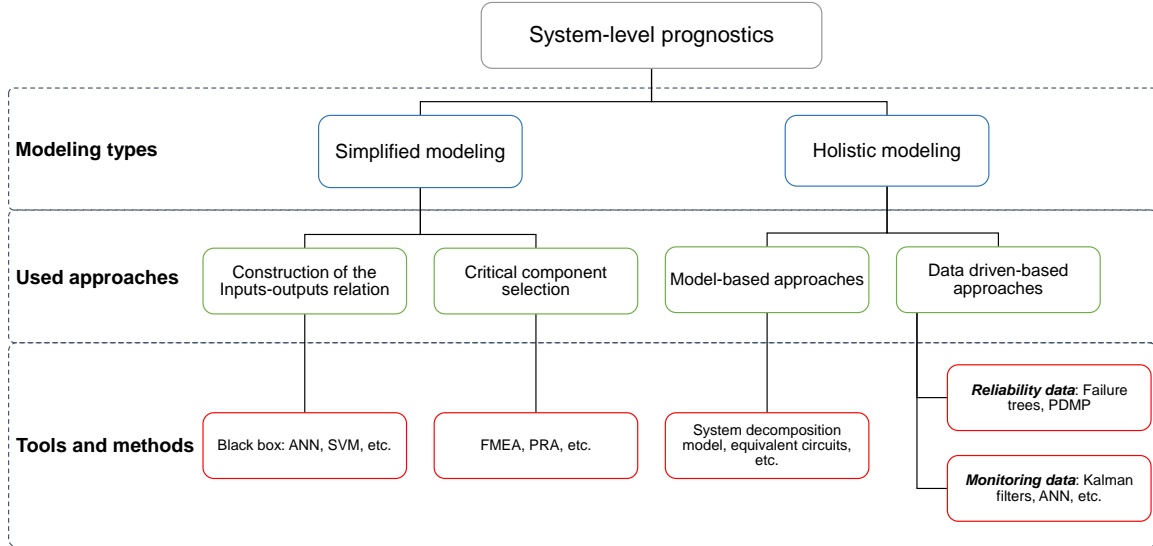 System-level prognostics
Modeling types
Simplified modeling
Holistic modeling
Used approaches
Construction of the
Inputs-outputs relation
Critical component
selection
Model-based approaches
Data driven-based
approaches
Tools and methods
Black box: ANN, SVM, etc.
FMEA, PRA, etc.
System decomposition
model, equivalent circuits,
etc.
Reliability data: Failure
trees, PDMP
Monitoring data: Kalman
filters, ANN, etc.